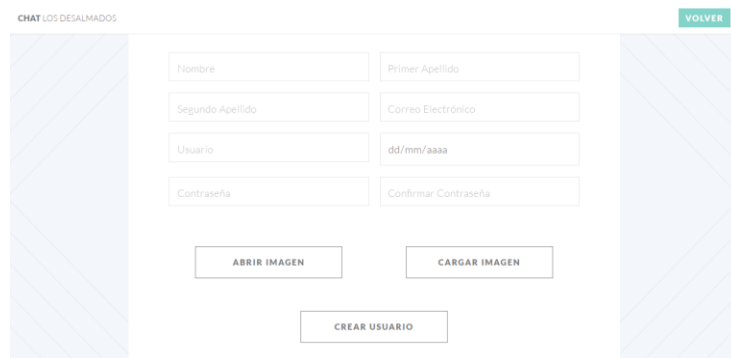 CHAT LOS DESALMADOS
VOLVER
Nombre
Primer Apellido
Segundo Apellido
Correo Electrónico
Usuario
dd/mm/aaaa
Contraseña
Confirmar Contraseña
ABRIR IMAGEN
CARGAR IMAGEN
CREAR USUARIO